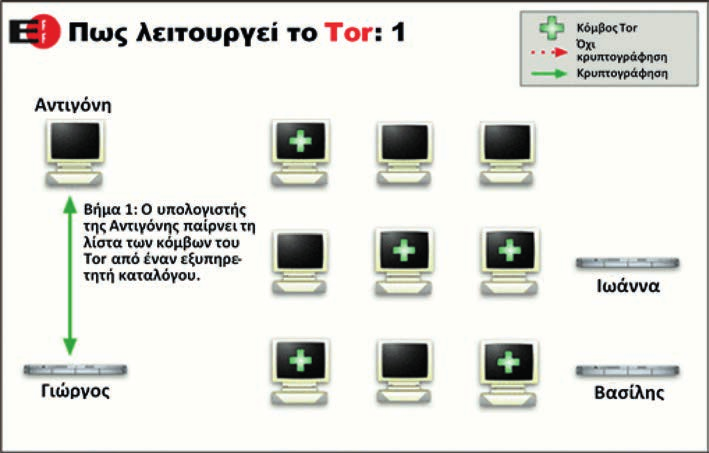 Πως λειτουργεί το Tor: 1
Κόμβος Tor
Όχι
κρυπτογράφηση
Κρυπτογράφηση
Αντιγόνη
Βήμα 1: Ο υπολογιστής
της Αντιγόνης παίρνει τη
λίστα των κόμβων του
Tor από έναν εξυπηρε-
τητή καταλόγου.
Ιωάννα
Γιώργος
Βασίλης